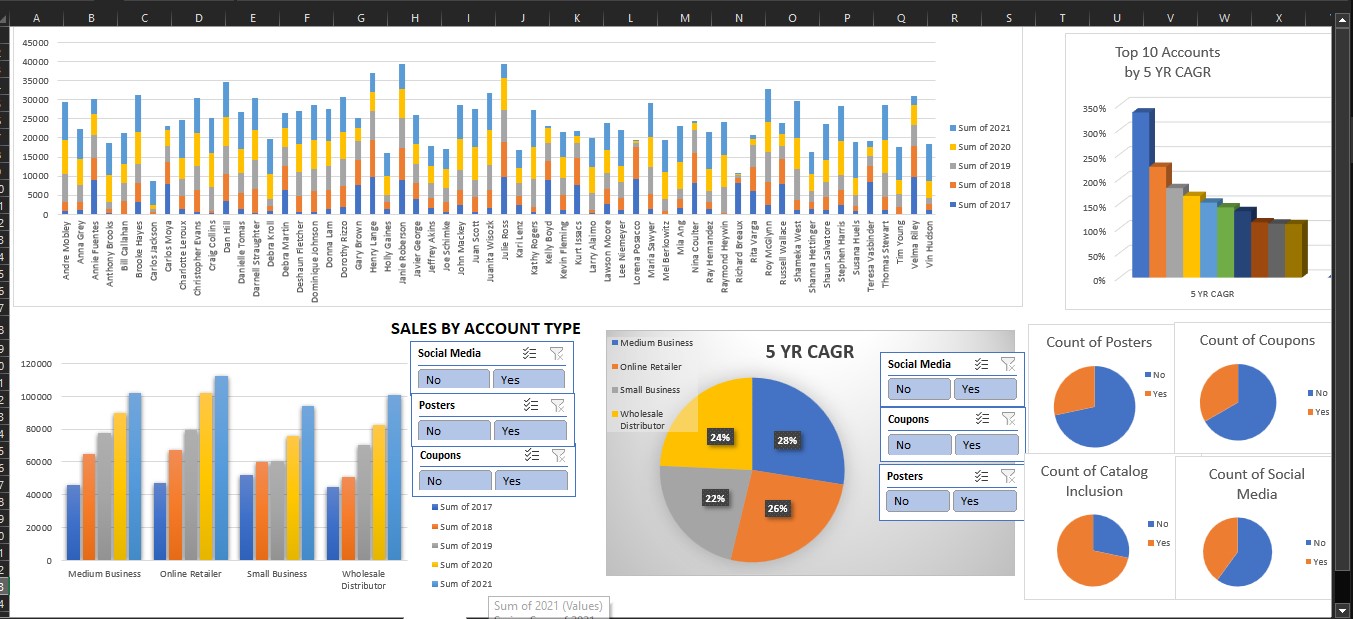 A B C D E F G H I J K L M N O P Q R S T U V W X
45000
40000
35000
30000
25000
20000
15000
10000
5000
0
Andre Mobley
Anna Grey
Annie Fuentes
Anthony Brooks
Bill Callahan
Brooke Hayes
Carlos Jackson
Carlos Moya
Charlotte Leroux
Christopher Evans
Craig Collins
Dan Hill
Danielle Tomas
Darnell Straughter
Debra Kroll
Debra Martin
Deshaun Fletcher
Dominique Johnson
Donna Lam
Dorothy Rizzo
Gary Brown
Henry Lange
Holly Gaines
Janie Roberson
Javier George
Jeffrey Akins
Joe Schimke
John Mackey
Juan Scott
Juanita Wisozk
Julie Ross
Kari Lenz
Kathy Rogers
Kelly Boyd
Kevin Fleming
Kurt Issacs
Larry Alaimo
Lawson Moore
Lee Niemeyer
Lorena Posacco
Maria Sawyer
Mel Berkowitz
Mia Ang
Nina Coulter
Ray Hernandez
Raymond Heywin
Richard Breaux
Rita Varga
Roy McGlynn
Russell Wallace
Shameka West
Shanna Hettinger
Shaun Salvatore
Stephen Harris
Susana Huels
Teresa Vasbinder
Thomas Stewart
Tim Young
Velma Riley
Vin Hudson
Sum of 2021
Sum of 2020
Sum of 2019
Sum of 2018
Sum of 2017
Top 10 Accounts
by 5 YR CAGR
350%
300%
250%
200%
150%
100%
50%
0%
5 YR CAGR
SALES BY ACCOUNT TYPE
120000
100000
80000
60000
40000
20000
0
Medium Business
Online Retailer
Small Business
Wholesale
Distributor
Social Media
No Yes
Posters
No Yes
Coupons
No Yes
Sum of 2017
Sum of 2018
Sum of 2019
Sum of 2020
Sum of 2021
Sum of 2021 (Values)
5 YR CAGR
Medium Business
Online Retailer
Small Business
Wholesale
Distributor
24%
28%
22%
26%
Social Media
No Yes
Coupons
No Yes
Posters
No Yes
Count of Posters
No
Yes
Count of Coupons
No
Yes
Count of Catalog
Inclusion
No
Yes
Count of Social
Media
No
Yes